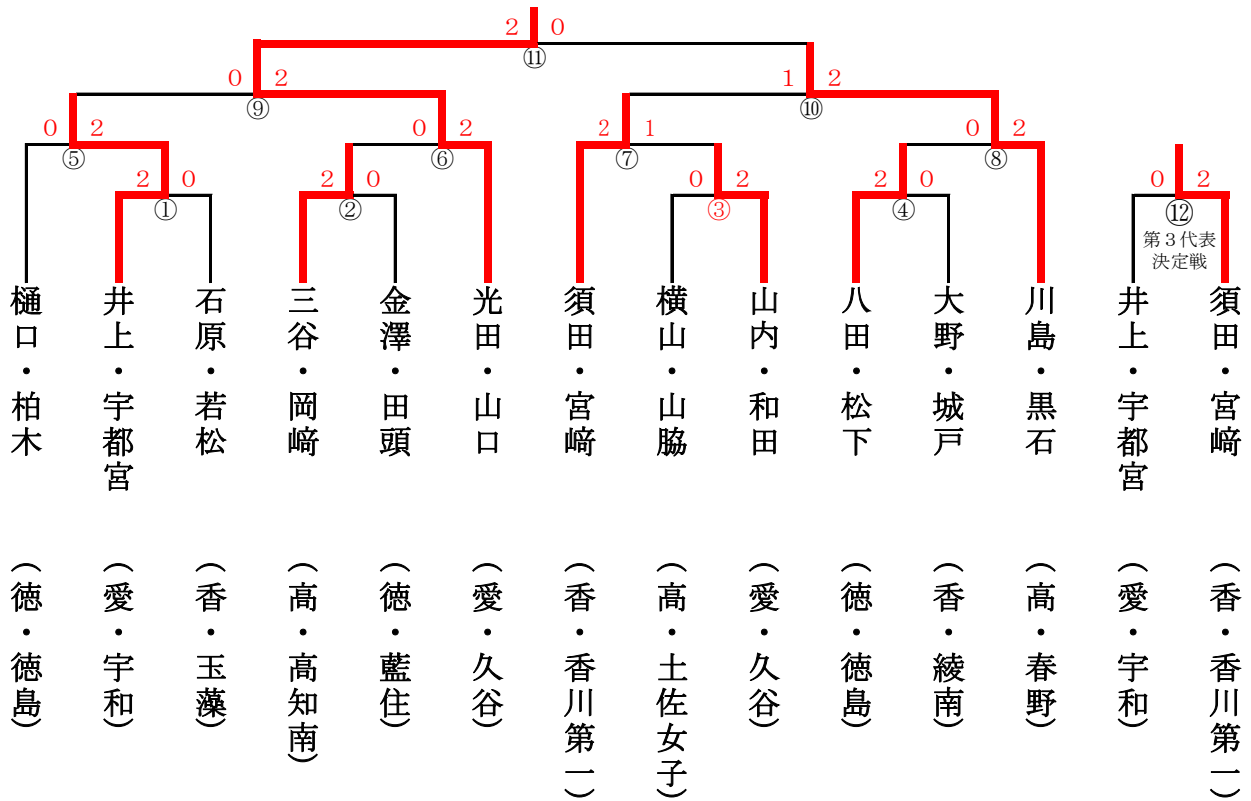 2 0
⑪
0 2
1 2
⑨
⑩
0 2
0 2
2 1
0 2
⑤
⑥
⑦
⑧
2 0
2 0
0 2
2 0
0 2
①
②
③
④
⑫
第3代表
決定戦
樋口・柏木 (徳・徳島)
井上・宇都宮 (愛・宇和)
石原・若松 (香・玉藻)
三谷・岡﨑 (高・高知南)
金澤・田頭 (徳・藍住)
光田・山口 (愛・久谷)
須田・宮﨑 (香・香川第一)
横山・山脇 (高・土佐女子)
山内・和田 (愛・久谷)
八田・松下 (徳・徳島)
大野・城戸 (香・綾南)
川島・黒石 (高・春野)
井上・宇都宮 (愛・宇和)
須田・宮﨑 (香・香川第一)